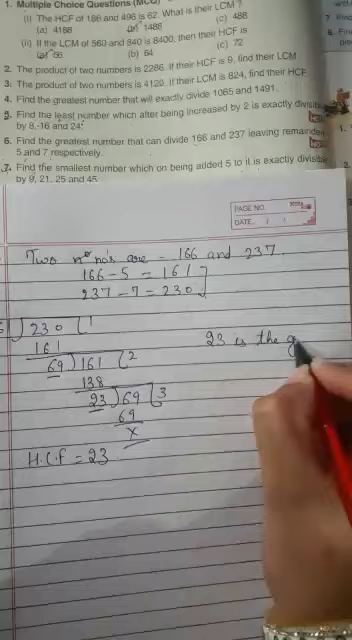 1. Multiple Choice Questions (MCQ)
(i) The HCF of 186 and 496 is 62. What is their LCM?
(a) 4188 (b) 1488 (c) 488
(ii) If the LCM of 560 and 840 is 8400, then their HCF is
(a) 56 (b) 64 (c) 72
2. The product of two numbers is 2286. If their HCF is 9, find their LCM
3. The product of two numbers is 4120. If their LCM is 824, find their HCF
4. Find the greatest number that will exactly divide 1065 and 1491.
5. Find the least number which after being increased by 2 is exactly divisible
by 8, 16 and 24
6. Find the greatest number that can divide 166 and 237 leaving remainder
5 and 7 respectively.
7. Find the smallest number which on being added 5 to it is exactly divisible
by 9, 21, 25 and 45.
7. Find
8. Fin
1.
2.
PAGE NO.
DATE: / /
Two no's are - 166 and 237.
166 - 5 = 161
237 - 7 = 230
) 230 ( 1
161
69 ) 161 ( 2
138
23 ) 69 ( 3
69
x
H.C.F = 23
23 is the g